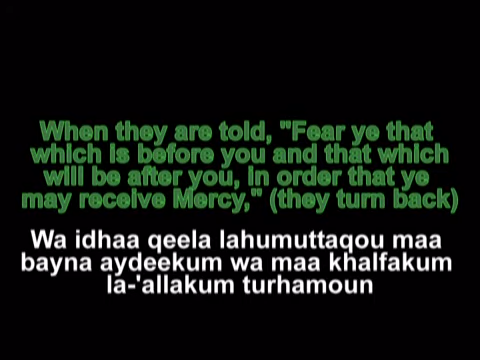 When they are told, "Fear ye that
which is before you and that which
will be after you, in order that ye
may receive Mercy," (they turn back)
Wa idhaa qeela lahumuttaqou maa
bayna aydeekum wa maa khalfakum
la-'allakum turhamoun